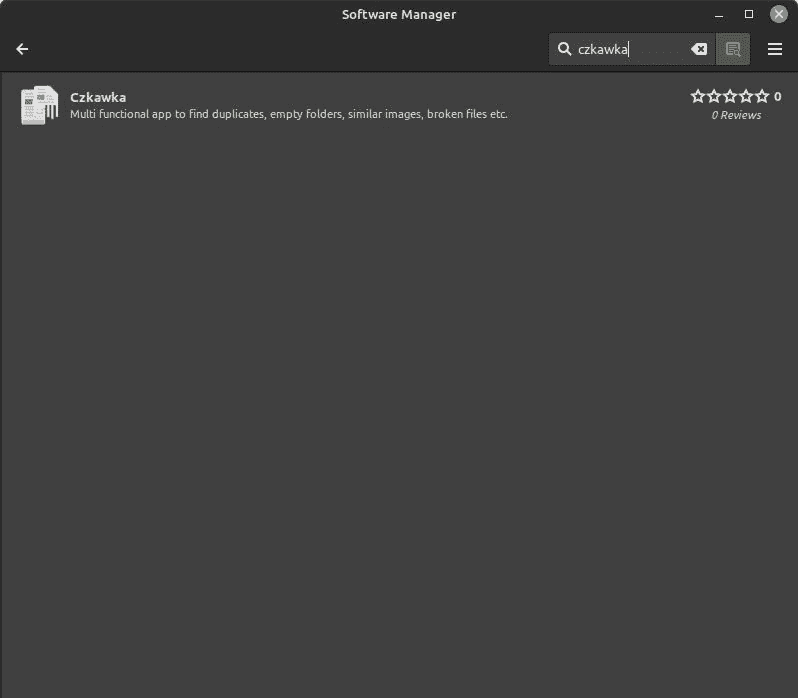 Software Manager
czkawka
Czkawka
0
Multi functional app to find duplicates, empty folders, similar images, broken files etc.
0 Reviews